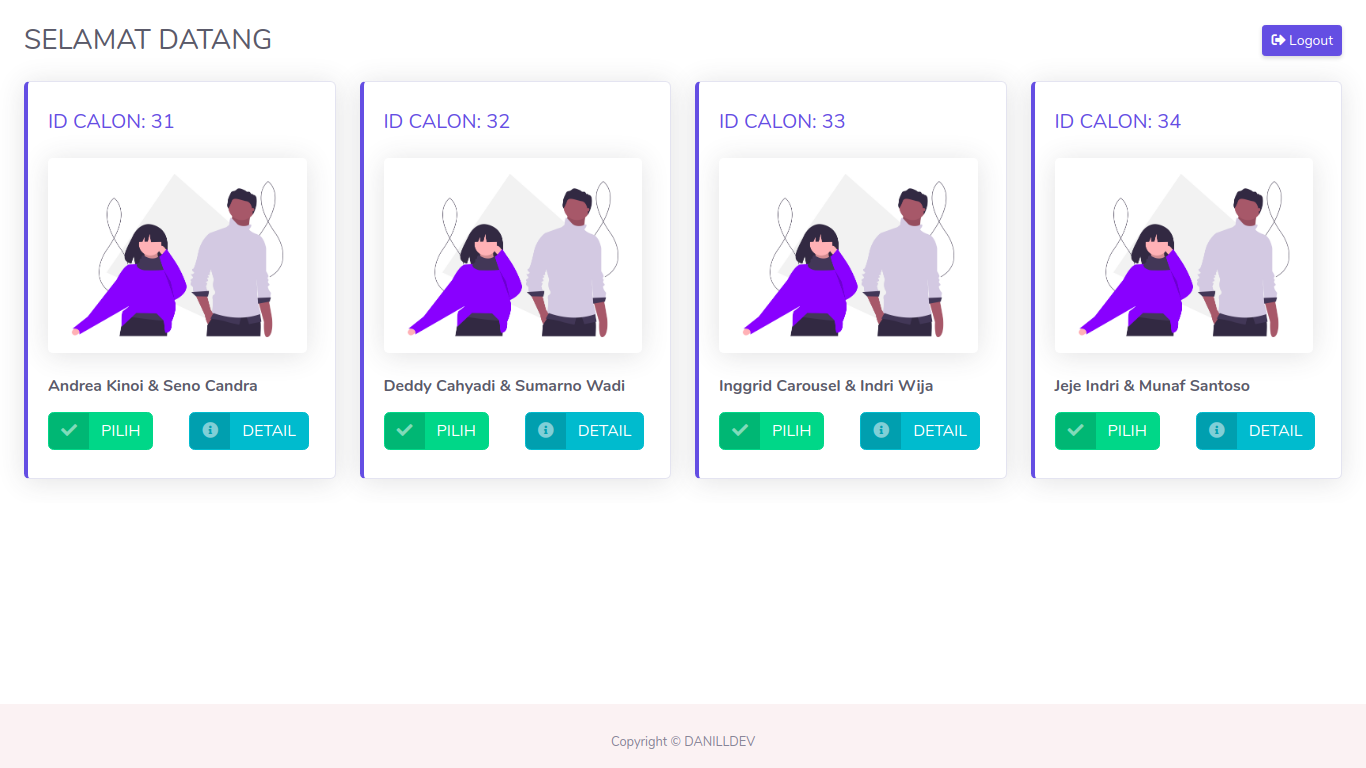 SELAMAT DATANG
Logout
ID CALON: 31
Andrea Kinoi & Seno Candra
PILIH
DETAIL
ID CALON: 32
Deddy Cahyadi & Sumarno Wadi
PILIH
DETAIL
ID CALON: 33
Inggrid Carousel & Indri Wija
PILIH
DETAIL
ID CALON: 34
Jeje Indri & Munaf Santoso
PILIH
DETAIL
Copyright © DANILLDEV